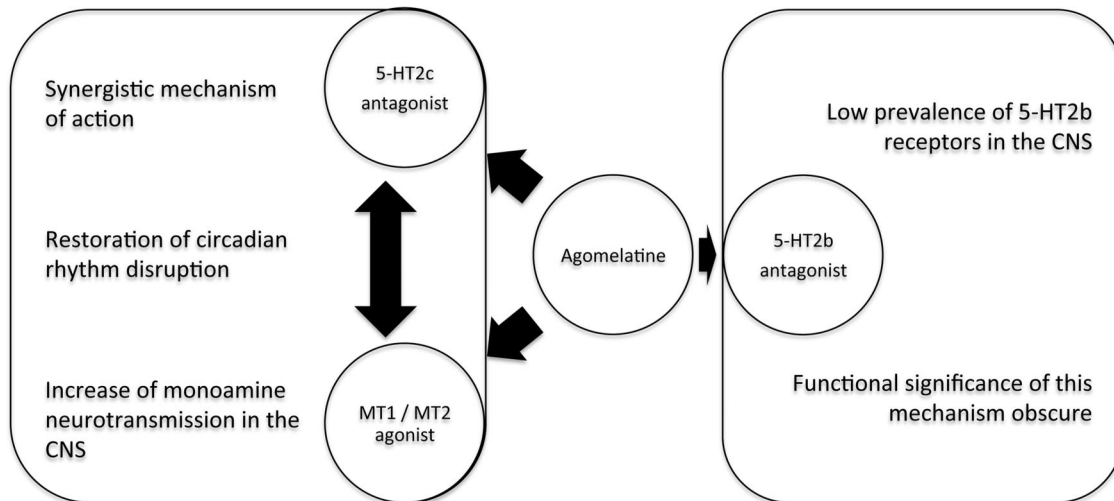 Synergistic mechanism
of action
Restoration of circadian
rhythm disruption
Increase of monoamine
neurotransmission in the
CNS
5-HT2c
antagonist
MT1 / MT2
agonist
Agomelatine
5-HT2b
antagonist
Low prevalence of 5-HT2b
receptors in the CNS
Functional significance of this
mechanism obscure